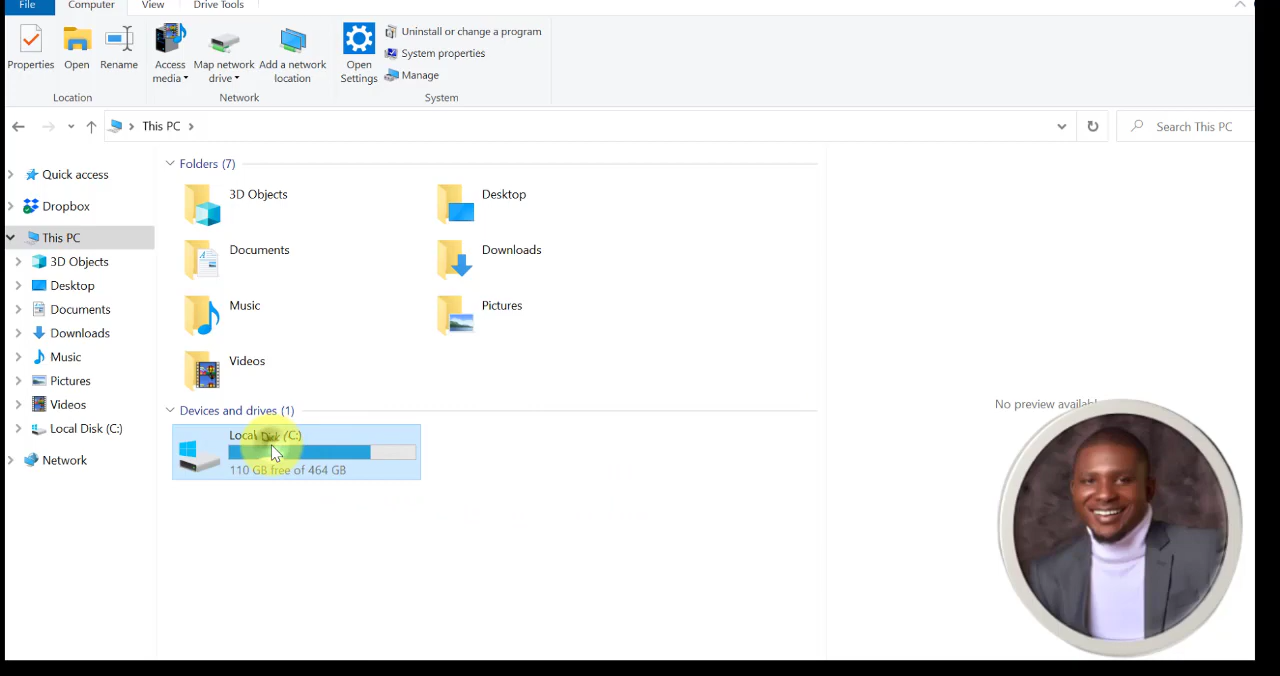 File
Computer
View
Drive Tools
Properties
Open
Rename
Access media
Map network drive
Add a network location
Open Settings
Uninstall or change a program
System properties
Manage
Location
Network
System
This PC
Search This PC
Quick access
Dropbox
This PC
3D Objects
Desktop
Documents
Downloads
Music
Pictures
Videos
Local Disk (C:)
Network
Folders (7)
3D Objects
Desktop
Documents
Downloads
Music
Pictures
Videos
Devices and drives (1)
Local Disk (C:)
110 GB free of 464 GB
No preview available.